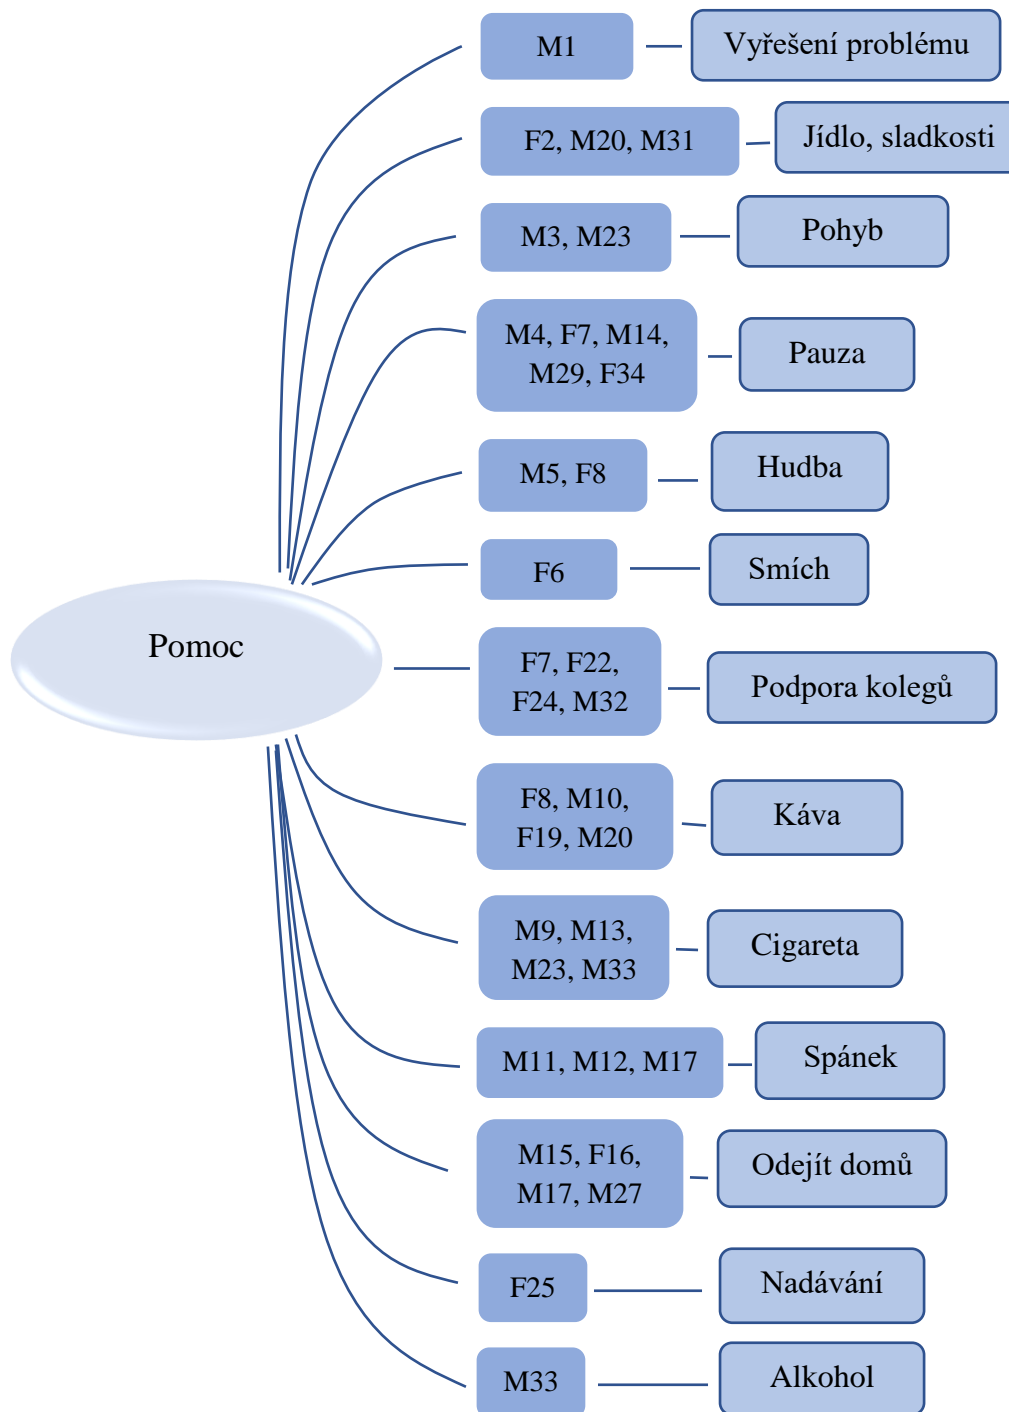 M1
Vyřešení problému
F2, M20, M31
Jídlo, sladkosti
M3, M23
Pohyb
M4, F7, M14,
M29, F34
Pauza
M5, F8
Hudba
F6
Smích
Pomoc
F7, F22,
F24, M32
Podpora kolegů
F8, M10,
F19, M20
Káva
M9, M13,
M23, M33
Cigareta
M11, M12, M17
Spánek
M15, F16,
M17, M27
Odejít domů
F25
Nadávání
M33
Alkohol